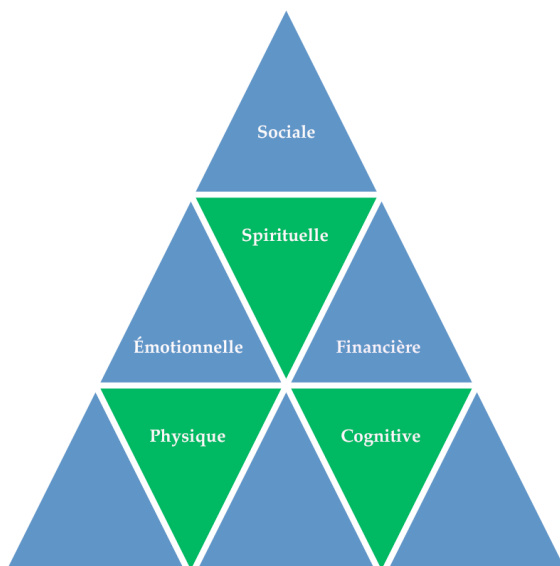 Sociale
Spirituelle
Émotionnelle
Financière
Physique
Cognitive